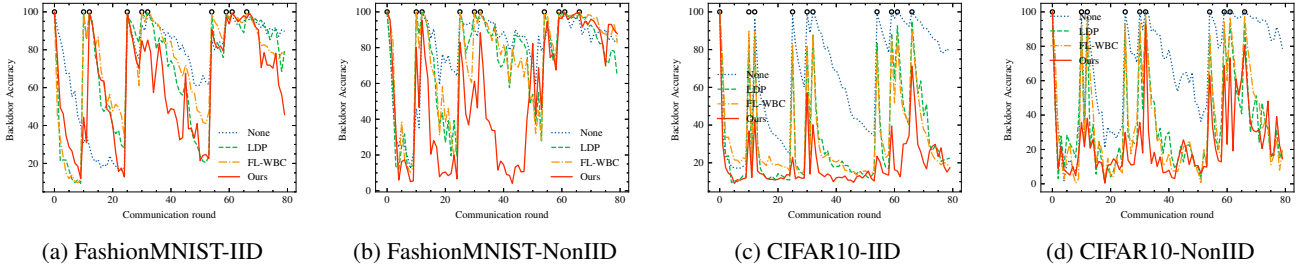 Backdoor Accuracy
100
80
60
40
20
0 20 40 60 80
Communication round
None
LDP
FL-WBC
Ours
(a) FashionMNIST-IID
Backdoor Accuracy
100
80
60
40
20
0
0 20 40 60 80
Communication round
None
LDP
FL-WBC
Ours
(b) FashionMNIST-NonIID
Backdoor Accuracy
100
80
60
40
20
0 20 40 60 80
Communication round
None
LDP
FL-WBC
Ours
(c) CIFAR10-IID
Backdoor Accuracy
100
80
60
40
20
0
0 20 40 60 80
Communication round
None
LDP
FL-WBC
Ours
(d) CIFAR10-NonIID